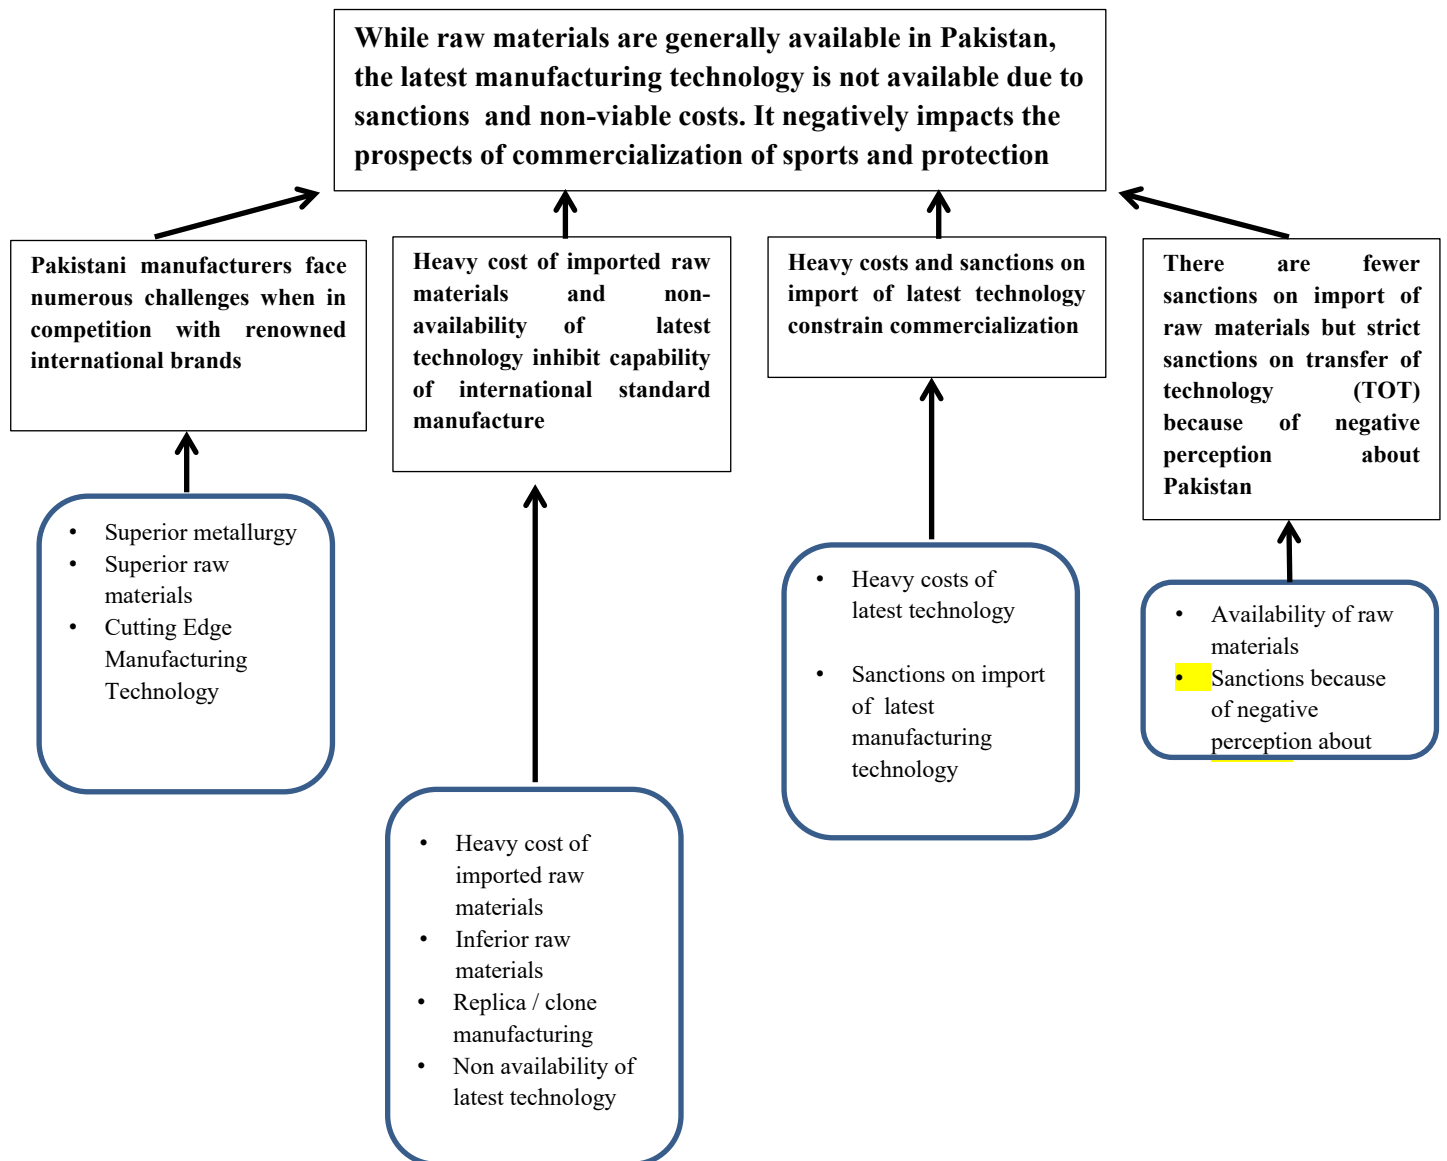 While raw materials are generally available in Pakistan,
the latest manufacturing technology is not available due to
sanctions and non-viable costs. It negatively impacts the
prospects of commercialization of sports and protection
Pakistani manufacturers face
numerous challenges when in
competition with renowned
international brands
Heavy cost of imported raw
materials and non-
availability of latest
technology inhibit capability
of international standard
manufacture
Heavy costs and sanctions on
import of latest technology
constrain commercialization
There are fewer
sanctions on import of
raw materials but strict
sanctions on transfer of
technology (TOT)
because of negative
perception about
Pakistan
• Superior metallurgy
• Superior raw
materials
• Cutting Edge
Manufacturing
Technology
• Heavy cost of
imported raw
materials
• Inferior raw
materials
• Replica / clone
manufacturing
• Non availability of
latest technology
• Heavy costs of
latest technology
• Sanctions on import
of latest
manufacturing
technology
• Availability of raw
materials
• Sanctions because
of negative
perception about